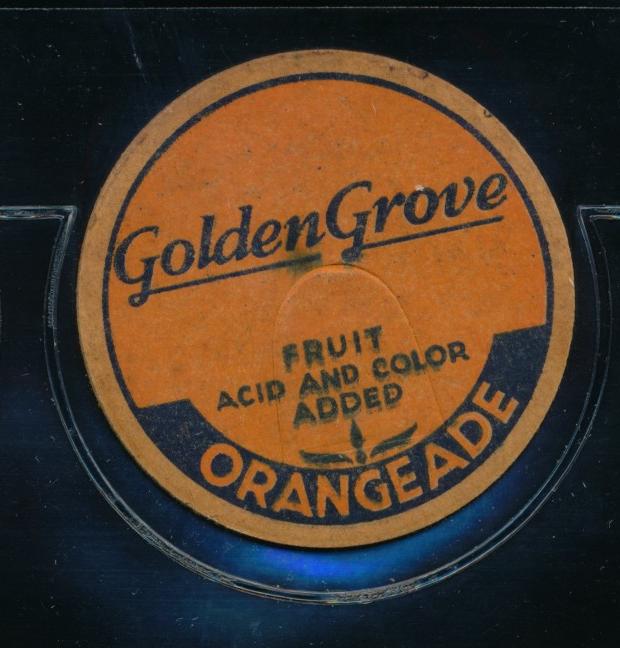 GoldenGrove
FRUIT
ACID AND COLOR
ADDED
ORANGEADE